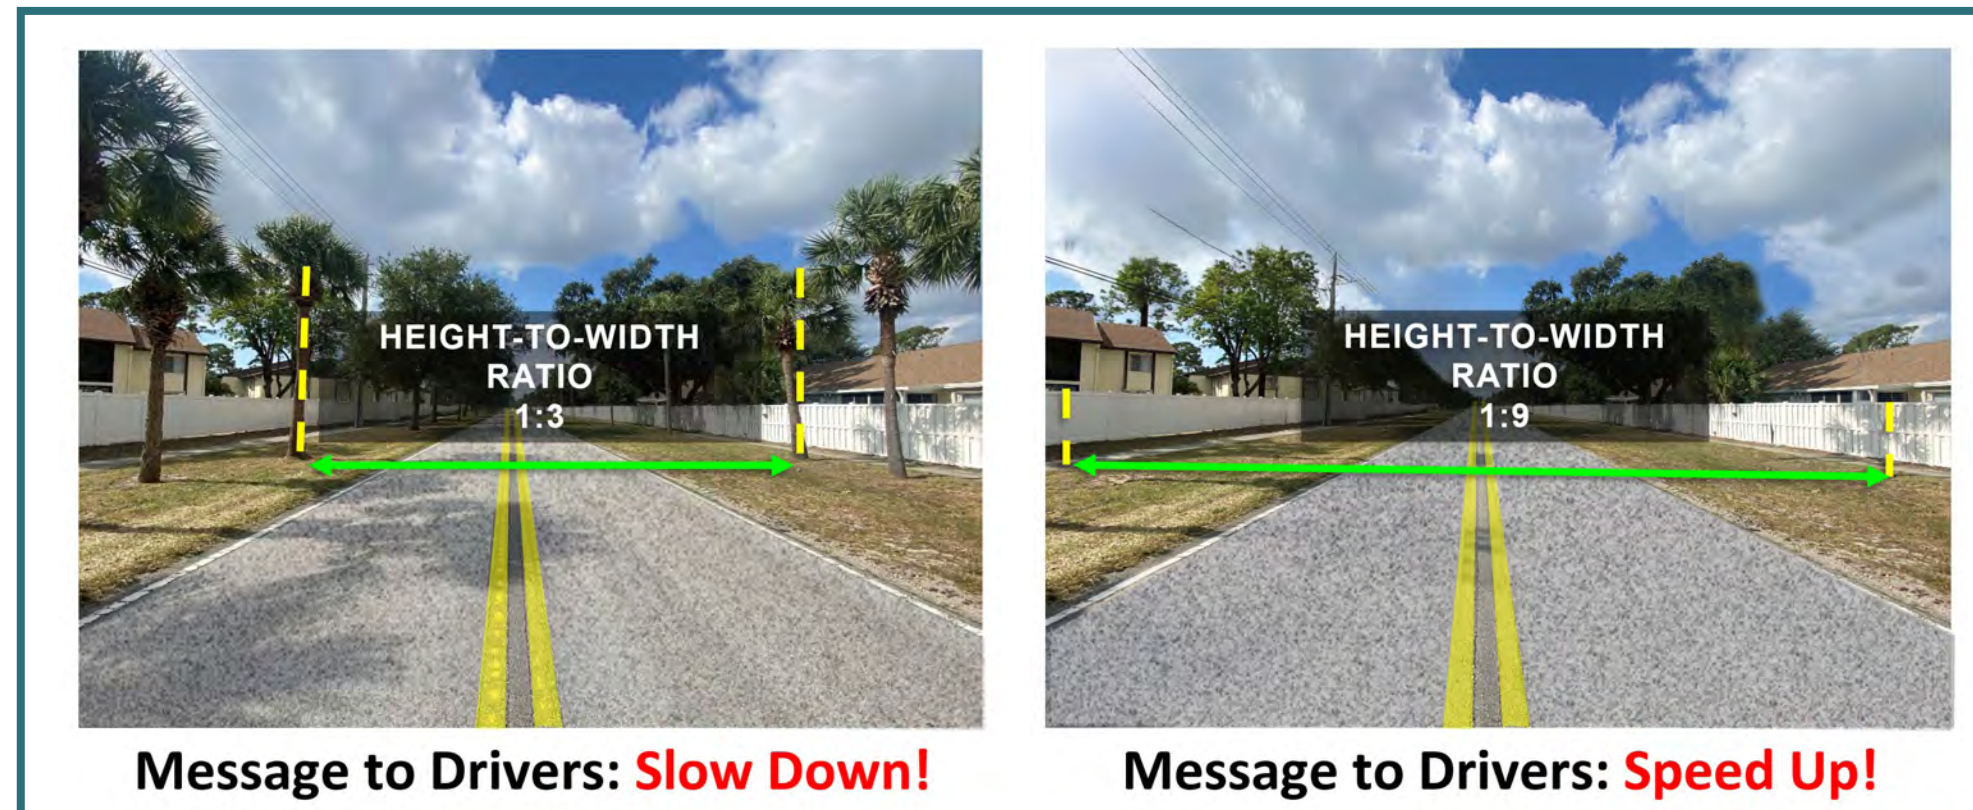 HEIGHT-TO-WIDTH
RATIO
1:3
Message to Drivers: Slow Down!
HEIGHT-TO-WIDTH
RATIO
1:9
Message to Drivers: Speed Up!